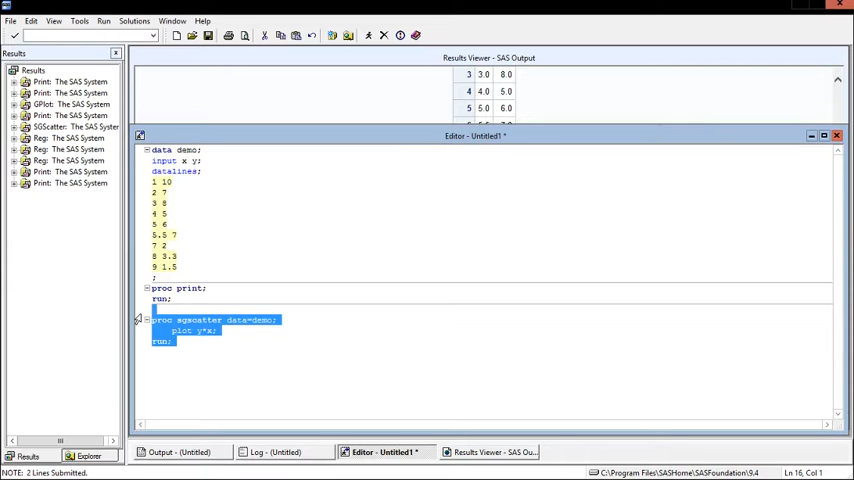 File Edit View Tools Run Solutions Window Help
Results
Results Viewer - SAS Output
Results
Print: The SAS System
Print: The SAS System
GPlot: The SAS System
Print: The SAS System
SGScatter: The SAS Syster
Reg: The SAS System
Reg: The SAS System
Reg: The SAS System
Print: The SAS System
Print: The SAS System
3 3.0 8.0
4 4.0 5.0
5 5.0 6.0
Editor - Untitled1 *
data demo;
input x y;
datalines;
1 10
2 7
3 8
4 5
5 6
5.5 7
7 2
8 3.3
9 1.5
;
proc print;
run;
proc sgscatter data=demo;
plot y*x;
run;
Results Explorer
Output - (Untitled) Log - (Untitled) Editor - Untitled1 * Results Viewer - SAS Ou...
NOTE: 2 Lines Submitted. C:\Program Files\SASHome\SASFoundation\9.4 Ln 16, Col 1